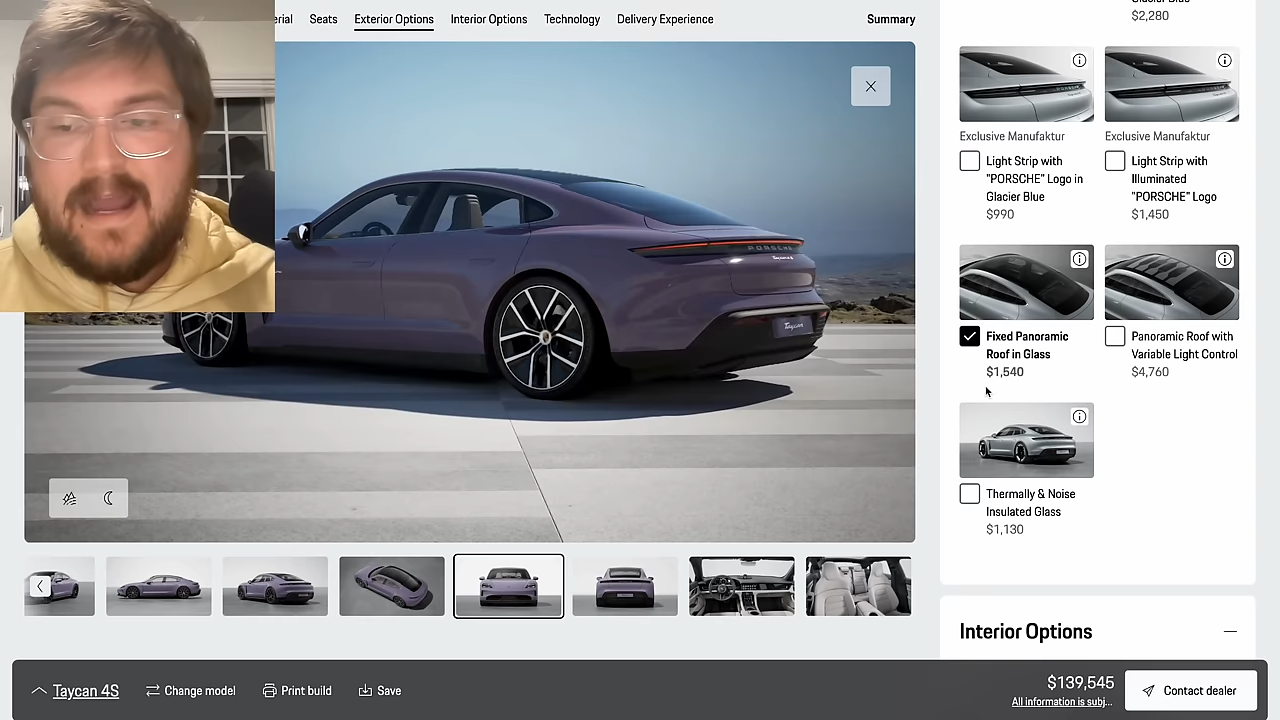 Seats
Exterior Options
Interior Options
Technology
Delivery Experience
Summary
$2,280
Exclusive Manufaktur
Light Strip with
"PORSCHE" Logo in
Glacier Blue
$990
Exclusive Manufaktur
Light Strip with
Illuminated
"PORSCHE" Logo
$1,450
PORSCHE
Taycan
Fixed Panoramic
Roof in Glass
$1,540
Panoramic Roof with
Variable Light Control
$4,760
Thermally & Noise
Insulated Glass
$1,130
Interior Options
Taycan 4S
Change model
Print build
Save
$139,545
All information is subj...
Contact dealer